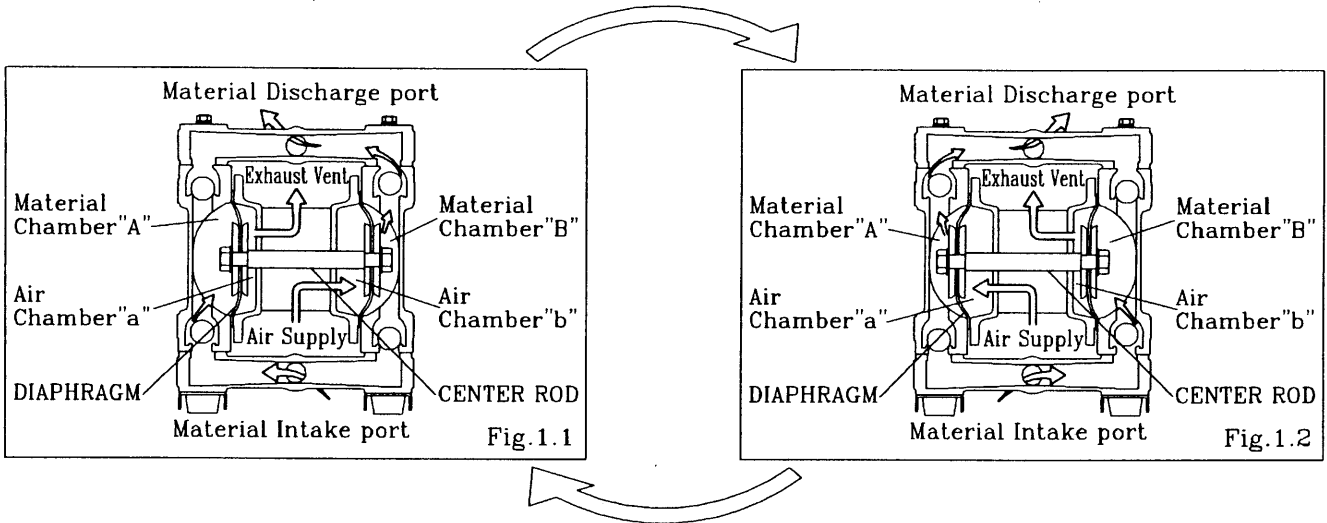 Material Discharge port
Exhaust Vent
Material
Chamber"A"
Material
Chamber"B"
Air
Chamber"a"
Air
Chamber"b"
Air Supply
DIAPHRAGM
CENTER ROD
Material Intake port
Fig.1.1
Material Discharge port
Exhaust Vent
Material
Chamber"A"
Material
Chamber"B"
Air
Chamber"a"
Air
Chamber"b"
Air Supply
DIAPHRAGM
CENTER ROD
Material Intake port
Fig.1.2